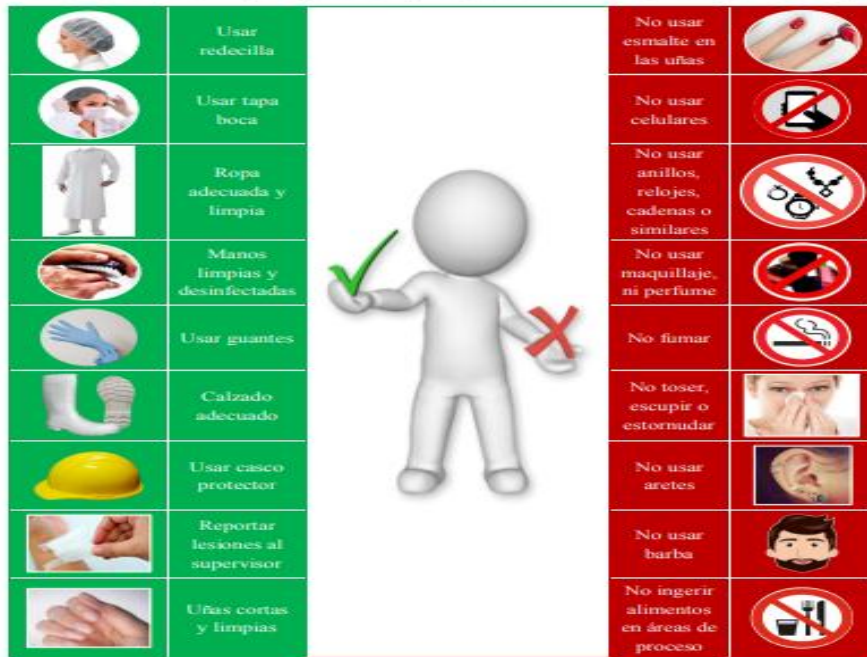 Usar
redecilla
Usar tapa
boca
Ropa
adecuada y
limpia
Manos
limpias y
desinfectadas
Usar guantes
Calzado
adecuado
Usar casco
protector
Reportar
lesiones al
supervisor
Uñas cortas
y limpias
No usar
esmalte en
las uñas
No usar
celulares
No usar
anillos,
relojes,
cadenas o
similares
No usar
maquillaje,
ni perfume
No fumar
No toser,
escupir o
estornudar
No usar
aretes
No usar
barba
No ingerir
alimentos
en áreas de
proceso